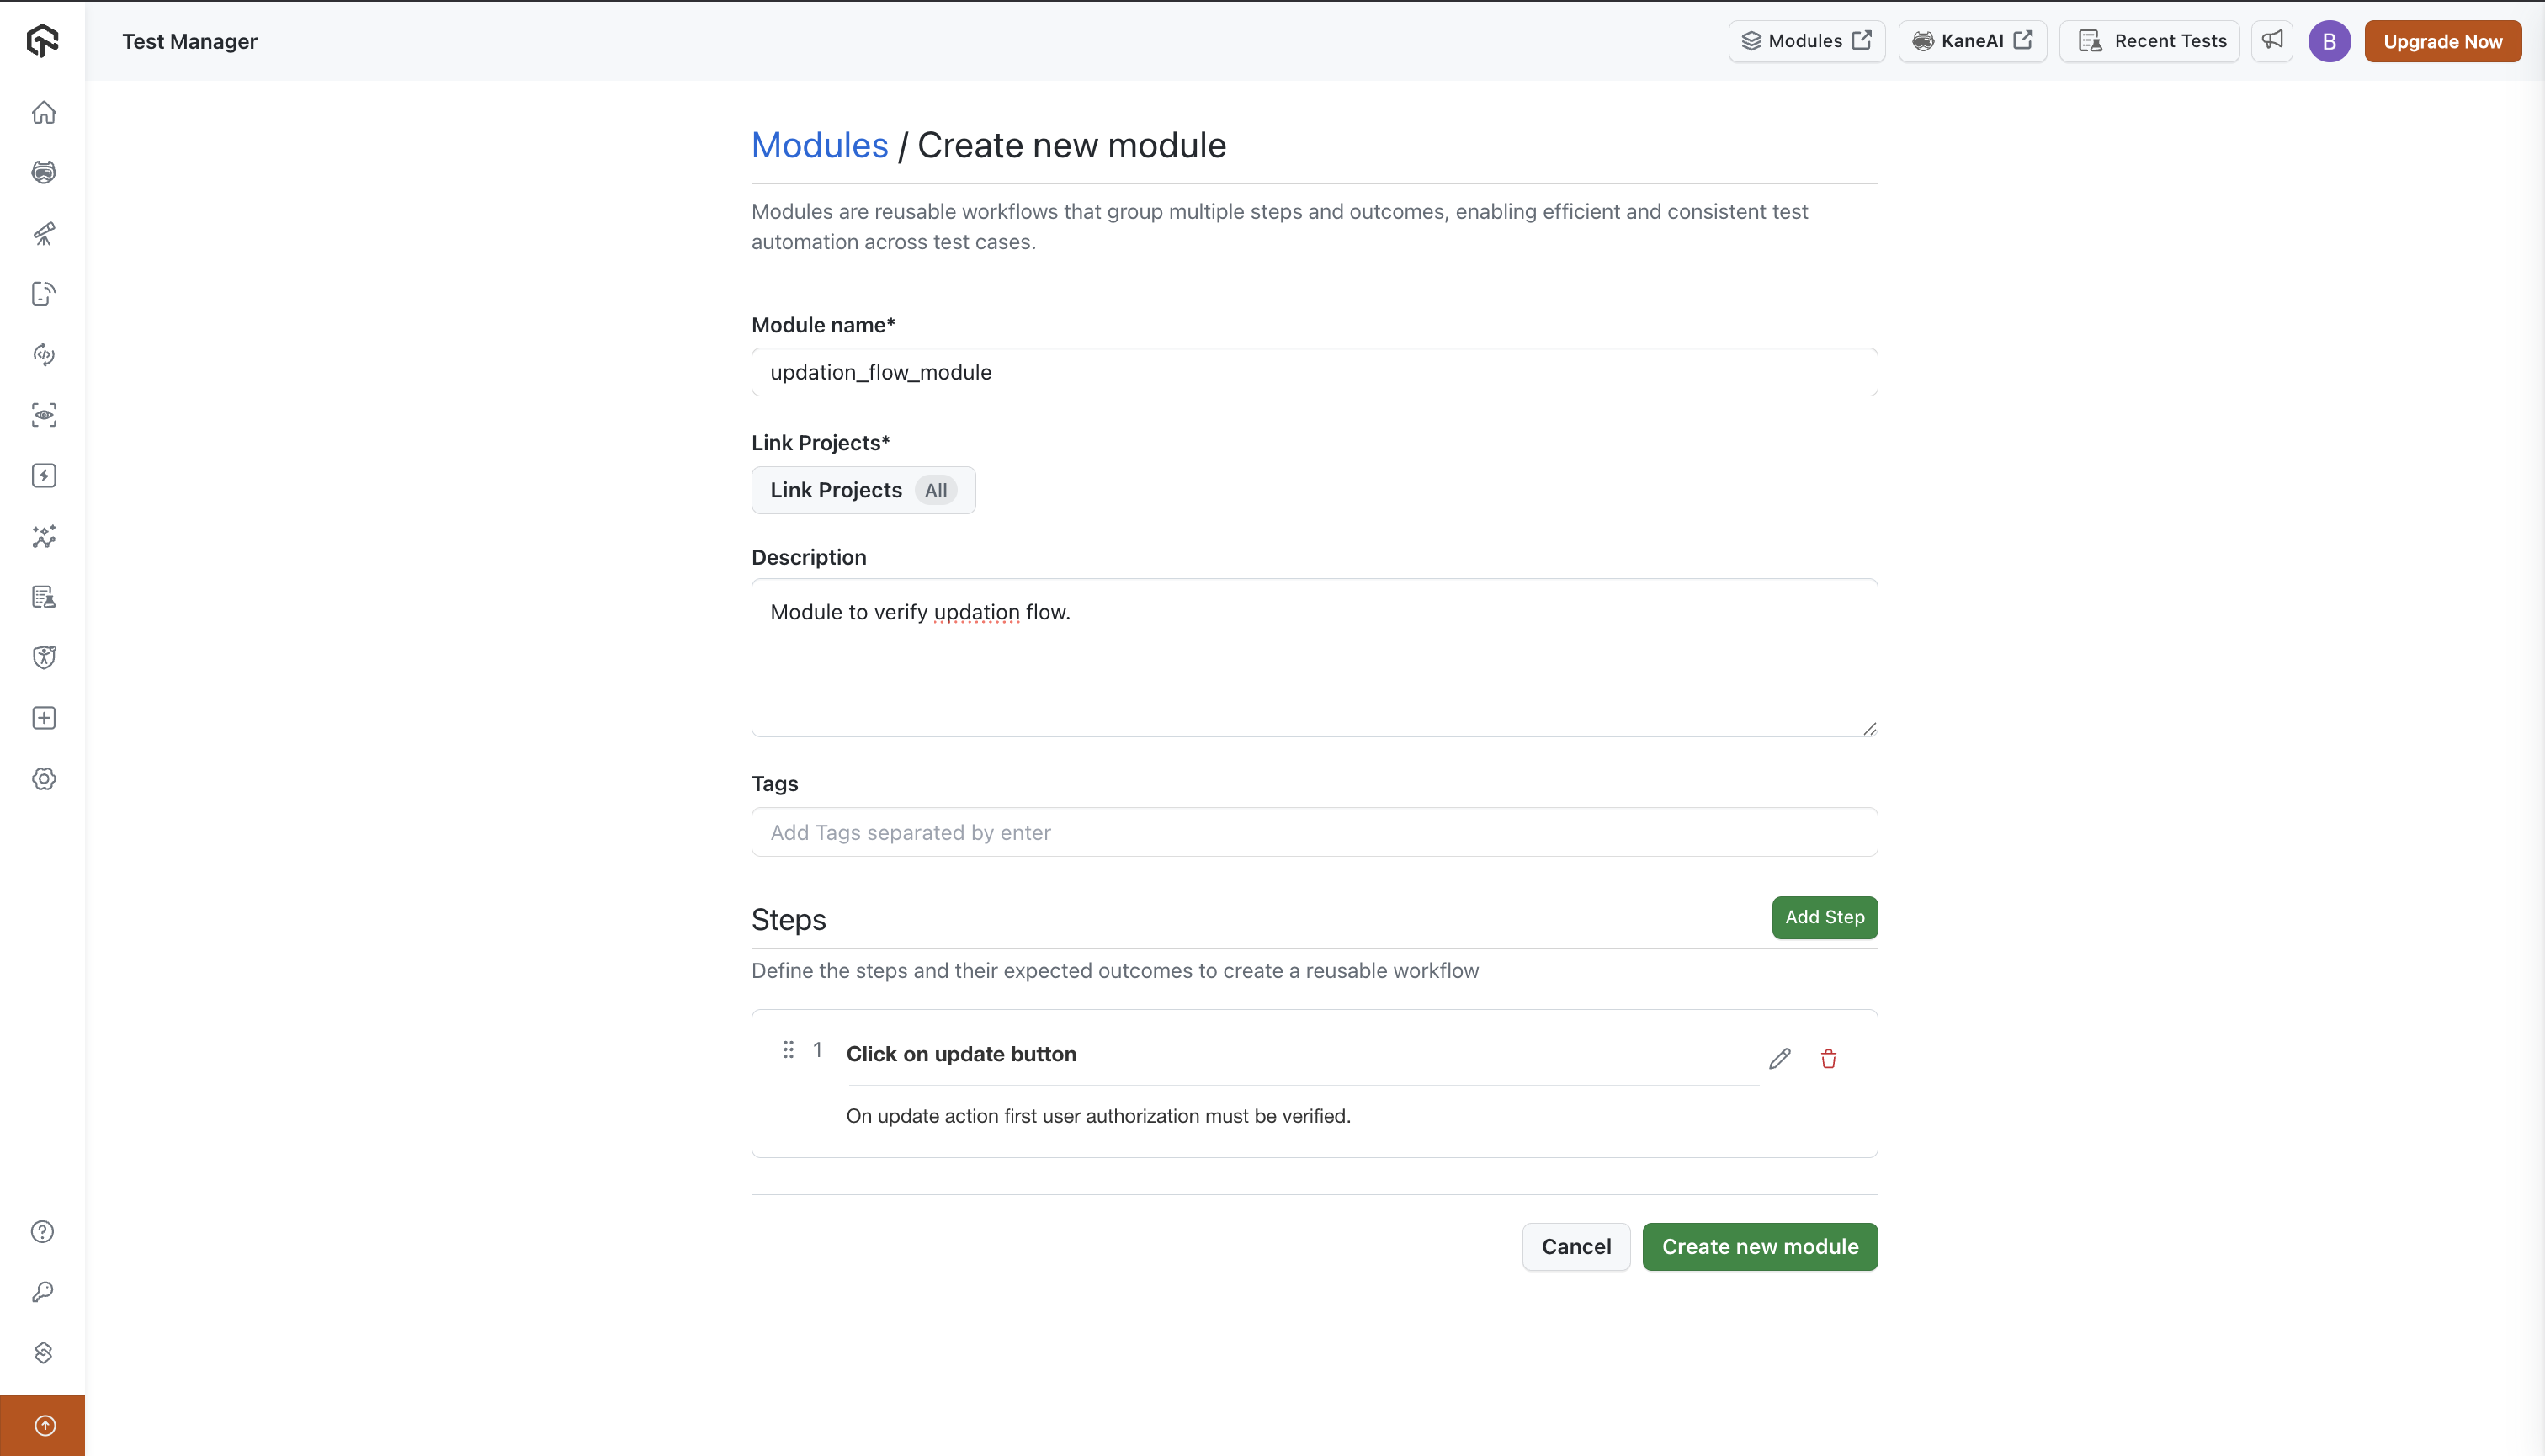 Test Manager
Modules
KaneAI
Recent Tests
B
Upgrade Now
Modules / Create new module
Modules are reusable workflows that group multiple steps and outcomes, enabling efficient and consistent test
automation across test cases.
Module name*
updation_flow_module
Link Projects*
Link Projects All
Description
Module to verify updation flow.
Tags
Add Tags separated by enter
Steps
Add Step
Define the steps and their expected outcomes to create a reusable workflow
1 Click on update button
On update action first user authorization must be verified.
Cancel
Create new module